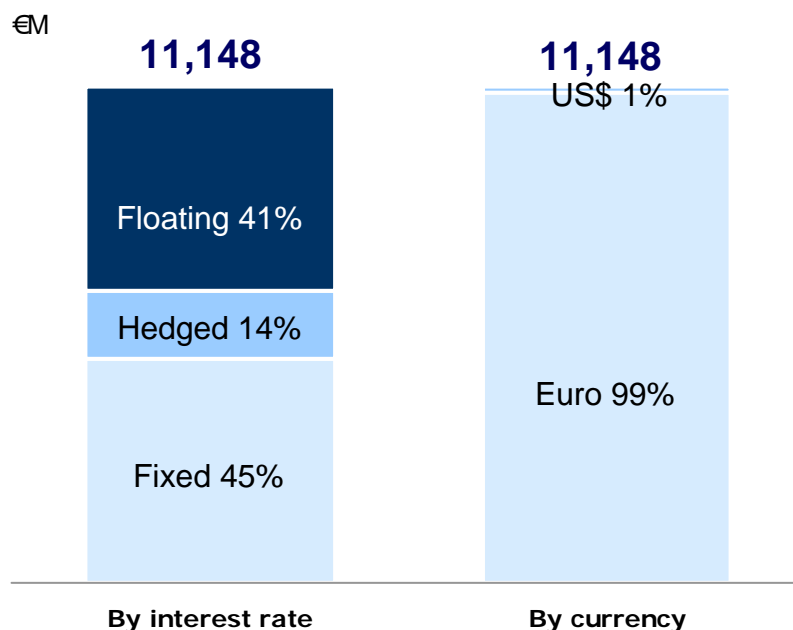 €M
11,148 11,148
US$ 1%
Floating 41%
Hedged 14%
Euro 99%
Fixed 45%
By interest rate By currency